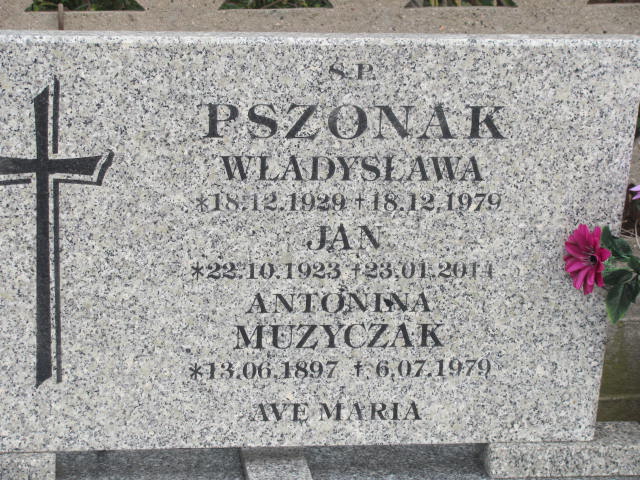 Ś.P.
PSZONAK
WŁADYSŁAWA
*18.12.1929 †18.12.1979
JAN
*22.10.1923 †23.01.2014
ANTONINA
MUZYCZAK
*13.06.1897 †6.07.1979
AVE MARIA